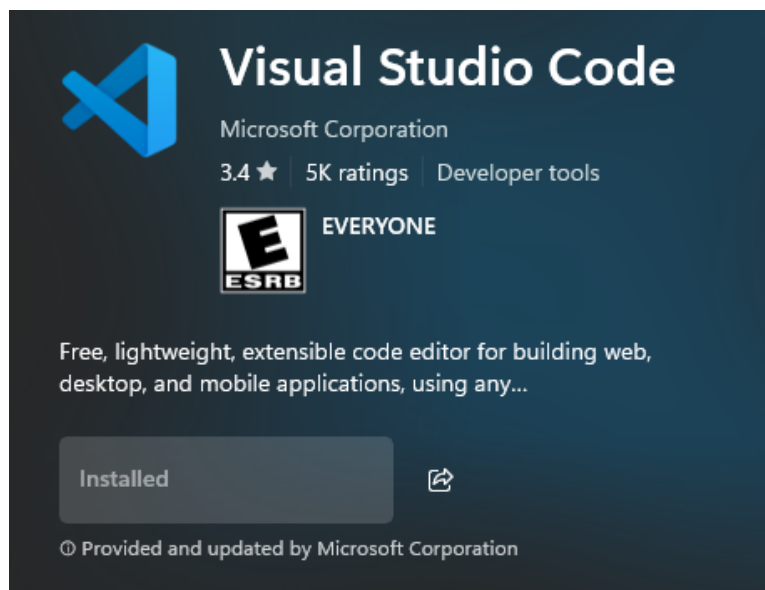 Visual Studio Code
Microsoft Corporation
3.4 ★ 5K ratings Developer tools
E
EVERYONE
ESRB
Free, lightweight, extensible code editor for building web,
desktop, and mobile applications, using any...
Installed
Provided and updated by Microsoft Corporation